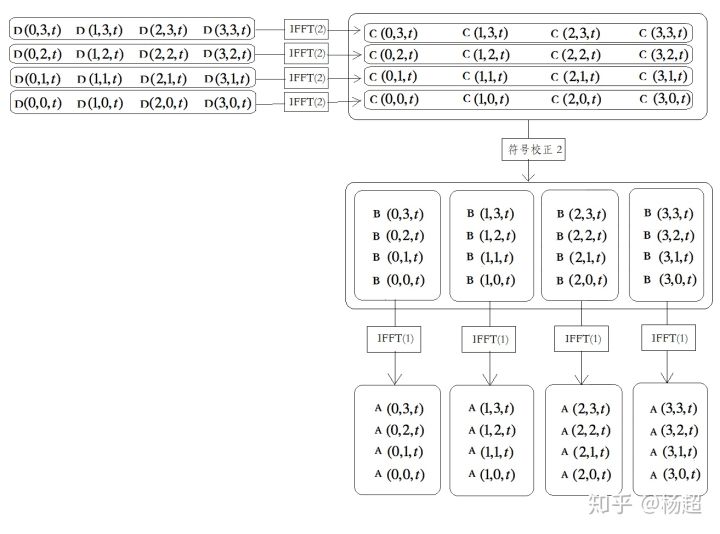 D(0,3,t) D(1,3,t) D(2,3,t) D(3,3,t) IFFT(2) C(0,3,t) C(1,3,t) C(2,3,t) C(3,3,t)
D(0,2,t) D(1,2,t) D(2,2,t) D(3,2,t) IFFT(2) C(0,2,t) C(1,2,t) C(2,2,t) C(3,2,t)
D(0,1,t) D(1,1,t) D(2,1,t) D(3,1,t) IFFT(2) C(0,1,t) C(1,1,t) C(2,1,t) C(3,1,t)
D(0,0,t) D(1,0,t) D(2,0,t) D(3,0,t) IFFT(2) C(0,0,t) C(1,0,t) C(2,0,t) C(3,0,t)
符号校正 2
B(0,3,t) B(1,3,t) B(2,3,t) B(3,3,t)
B(0,2,t) B(1,2,t) B(2,2,t) B(3,2,t)
B(0,1,t) B(1,1,t) B(2,1,t) B(3,1,t)
B(0,0,t) B(1,0,t) B(2,0,t) B(3,0,t)
IFFT(1) IFFT(1) IFFT(1) IFFT(1)
A(0,3,t) A(1,3,t) A(2,3,t) A(3,3,t)
A(0,2,t) A(1,2,t) A(2,2,t) A(3,2,t)
A(0,1,t) A(1,1,t) A(2,1,t) A(3,1,t)
A(0,0,t) A(1,0,t) A(2,0,t) A(3,0,t)
知乎 @杨超